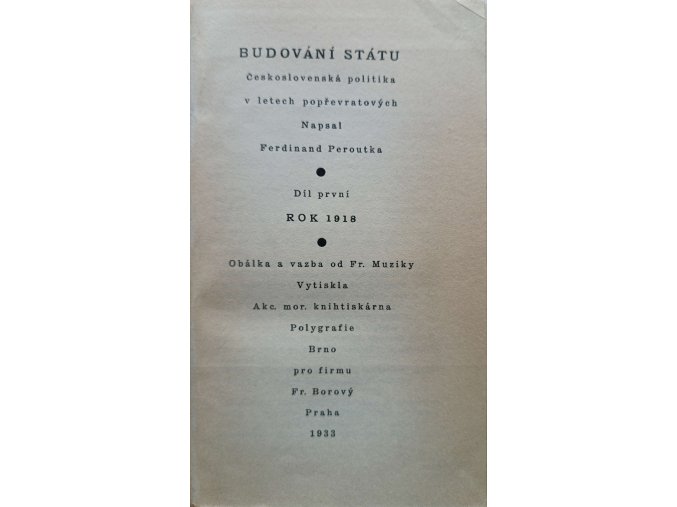 BUDOVÁNÍ STÁTU
Československá politika
v letech popřevratových
Napsal
Ferdinand Peroutka
Díl první
ROK 1918
Obálka a vazba od Fr. Muziky
Vytiskla
Akc. mor. knihtiskárna
Polygrafie
Brno
pro firmu
Fr. Borový
Praha
1933